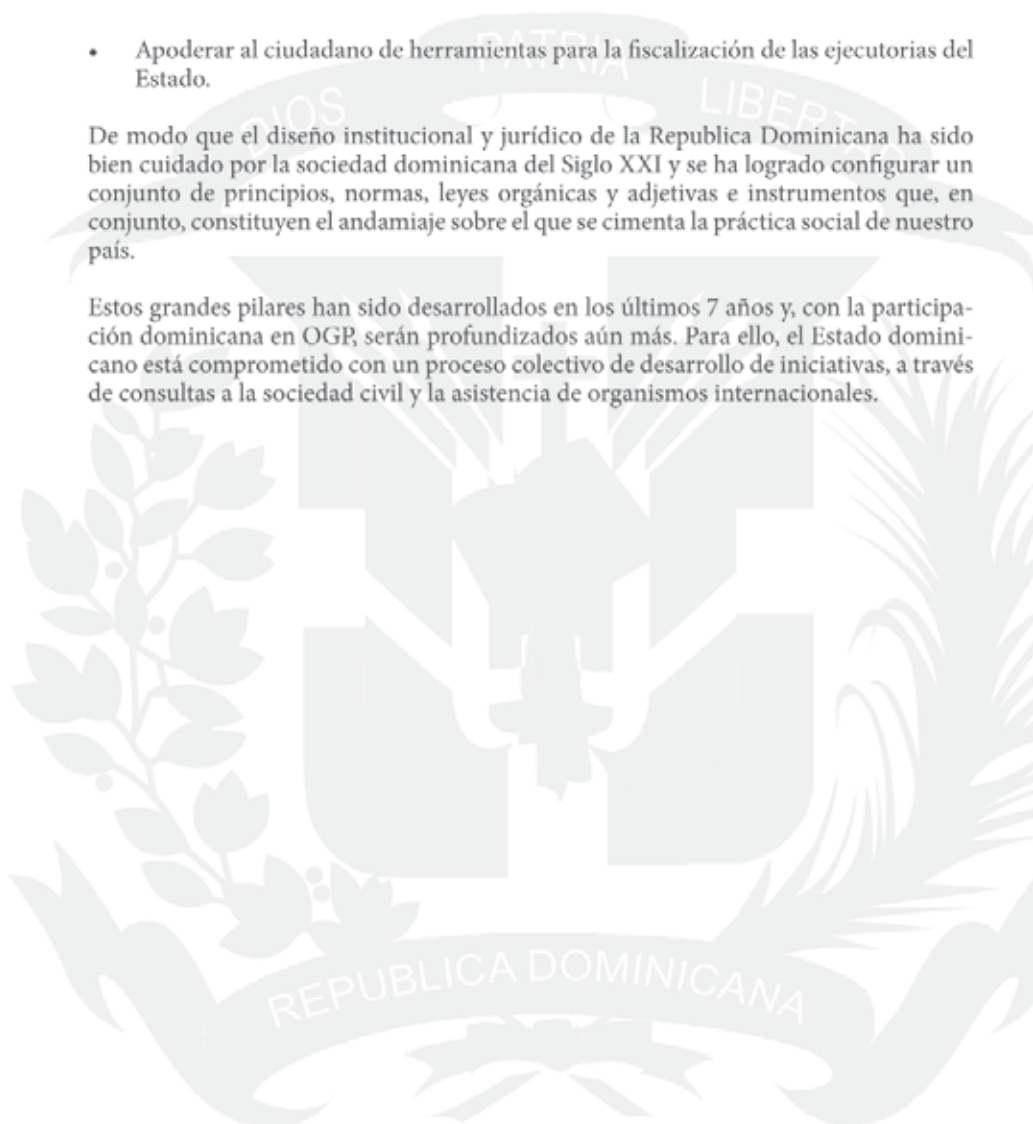 PATRIA
DIOS
LIBERTAD
• Apoderar al ciudadano de herramientas para la fiscalización de las ejecutorias del
Estado.
De modo que el diseño institucional y jurídico de la Republica Dominicana ha sido
bien cuidado por la sociedad dominicana del Siglo XXI y se ha logrado configurar un
conjunto de principios, normas, leyes orgánicas y adjetivas e instrumentos que, en
conjunto, constituyen el andamiaje sobre el que se cimenta la práctica social de nuestro
país.
Estos grandes pilares han sido desarrollados en los últimos 7 años y, con la participa-
ción dominicana en OGP, serán profundizados aún más. Para ello, el Estado domini-
cano está comprometido con un proceso colectivo de desarrollo de iniciativas, a través
de consultas a la sociedad civil y la asistencia de organismos internacionales.
REPUBLICA DOMINICANA